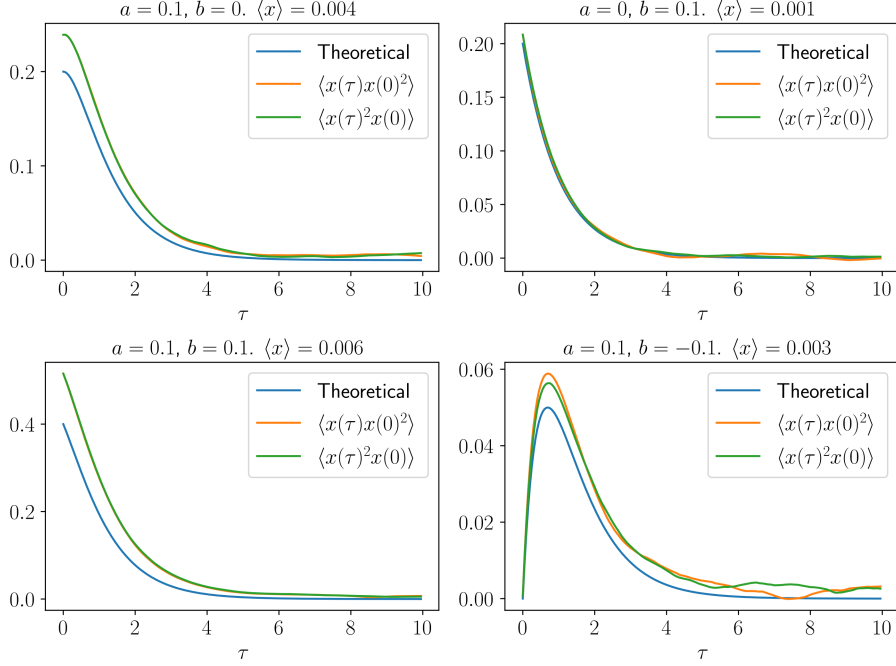 a = 0.1, b = 0. ⟨x⟩ = 0.004
0.2
0.1
0.0
0 2 4 6 8 10
τ
Theoretical
⟨x(τ)x(0)²⟩
⟨x(τ)²x(0)⟩
a = 0, b = 0.1. ⟨x⟩ = 0.001
0.20
0.15
0.10
0.05
0.00
0 2 4 6 8 10
τ
Theoretical
⟨x(τ)x(0)²⟩
⟨x(τ)²x(0)⟩
a = 0.1, b = 0.1. ⟨x⟩ = 0.006
0.4
0.2
0.0
0 2 4 6 8 10
τ
Theoretical
⟨x(τ)x(0)²⟩
⟨x(τ)²x(0)⟩
a = 0.1, b = −0.1. ⟨x⟩ = 0.003
0.06
0.04
0.02
0.00
0 2 4 6 8 10
τ
Theoretical
⟨x(τ)x(0)²⟩
⟨x(τ)²x(0)⟩